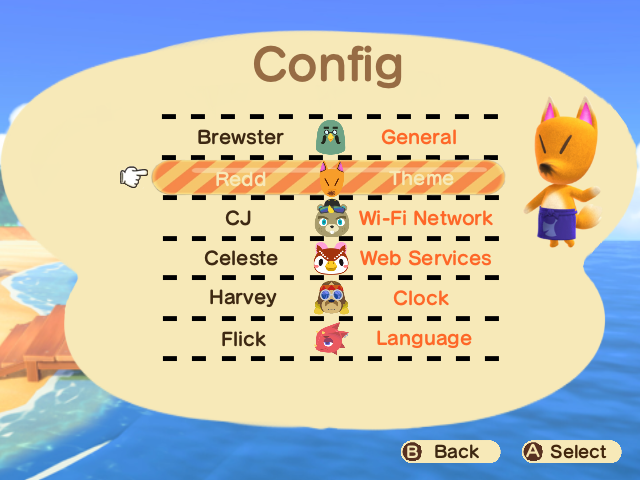 Config
Brewster General
Redd Theme
CJ Wi-Fi Network
Celeste Web Services
Harvey Clock
Flick Language
B Back A Select